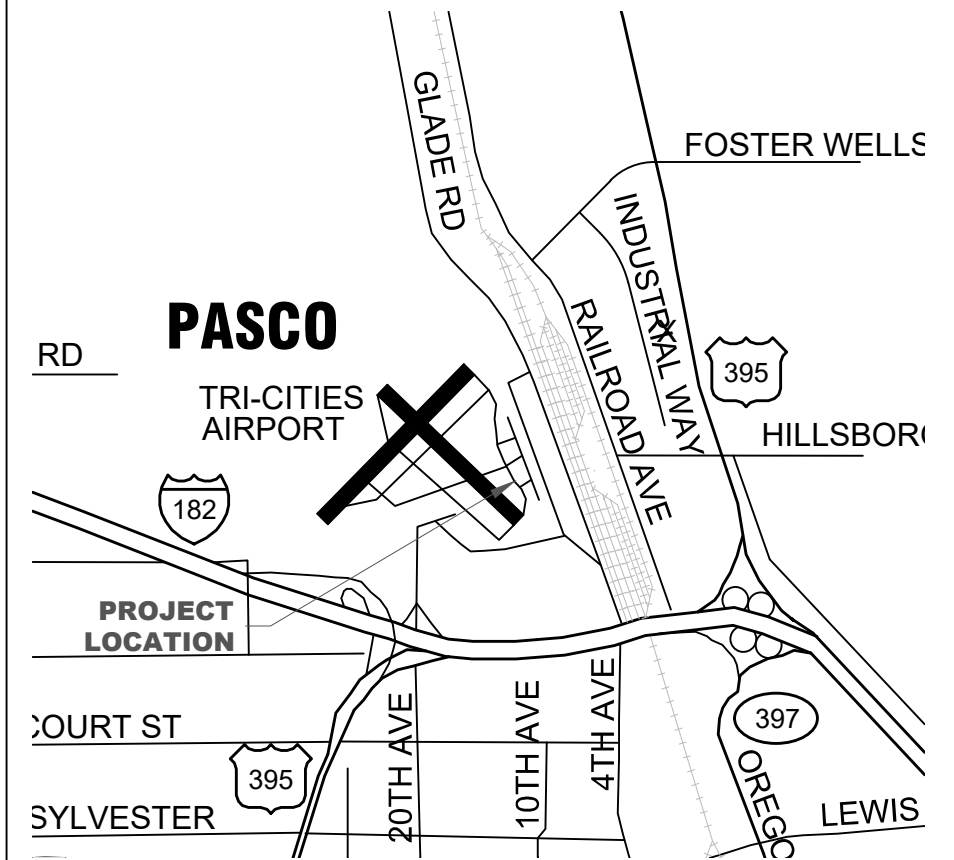 GLADE RD
FOSTER WELLS
INDUSTRIAL WAY
PASCO
RD
RAILROAD AVE
395
TRI-CITIES
AIRPORT
HILLSBORO
182
PROJECT
LOCATION
COURT ST
20TH AVE
10TH AVE
4TH AVE
397
395
OREGO
SYLVESTER
LEWIS